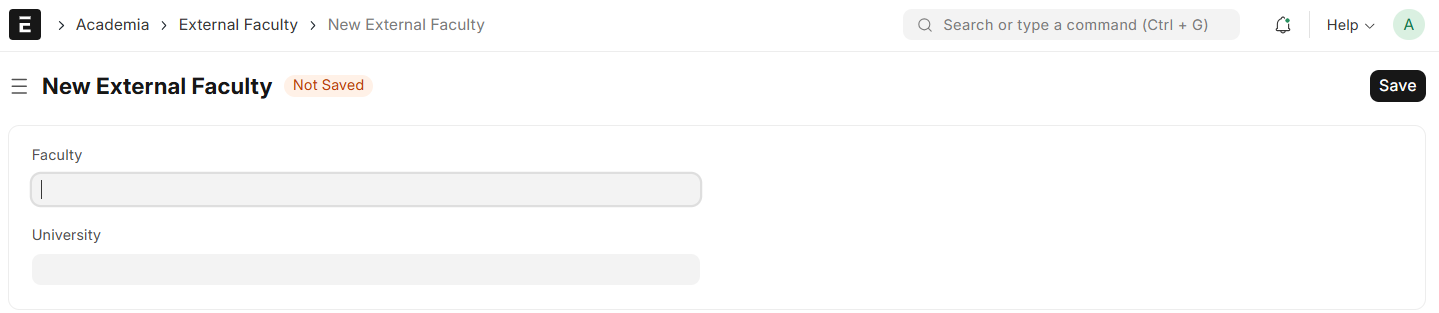 E Academia External Faculty New External Faculty Search or type a command (Ctrl + G) Help A
New External Faculty Not Saved Save
Faculty
University